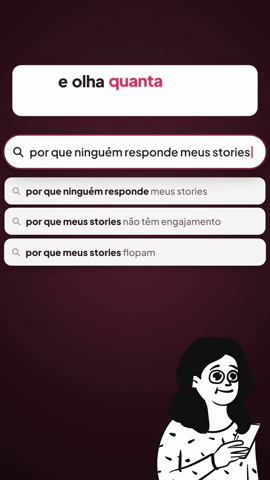 e olha quanta
por que ninguém responde meus stories
por que ninguém responde meus stories
por que meus stories não têm engajamento
por que meus stories flopam